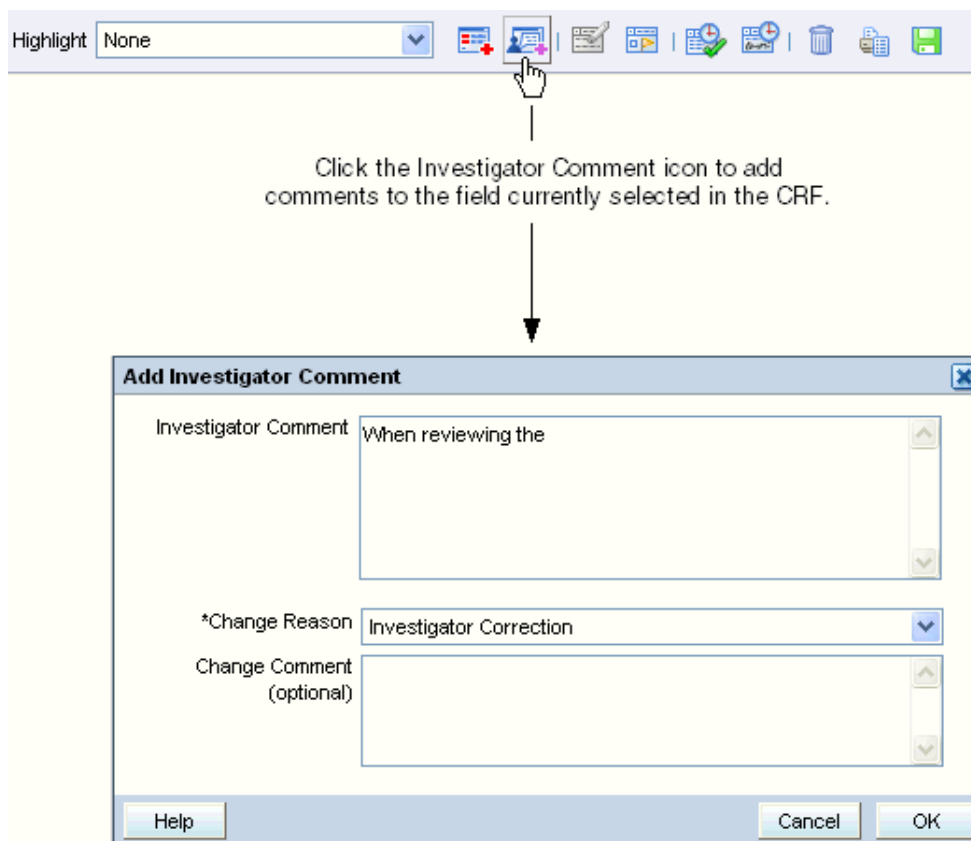 Highlight None
Click the Investigator Comment icon to add
comments to the field currently selected in the CRF.
Add Investigator Comment
Investigator Comment When reviewing the
*Change Reason Investigator Correction
Change Comment
(optional)
Help Cancel OK